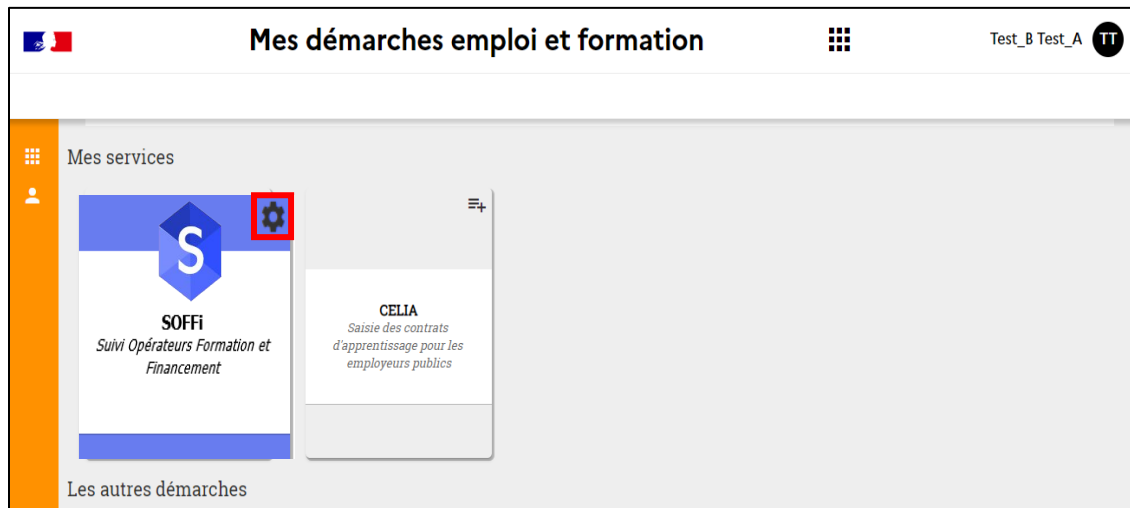 Mes démarches emploi et formation
Test_B Test_A TT
Mes services
S
SOFFi
Suivi Opérateurs Formation et
Financement
CELIA
Saisie des contrats
d'apprentissage pour les
employeurs publics
Les autres démarches